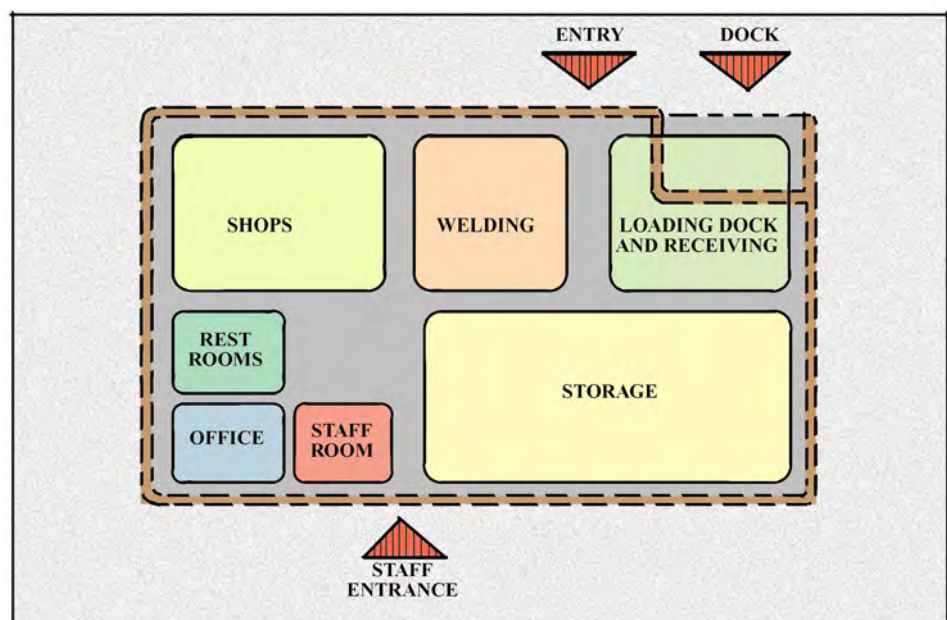 ENTRY
DOCK
SHOPS
WELDING
LOADING DOCK
AND RECEIVING
REST
ROOMS
STORAGE
OFFICE
STAFF
ROOM
STAFF
ENTRANCE